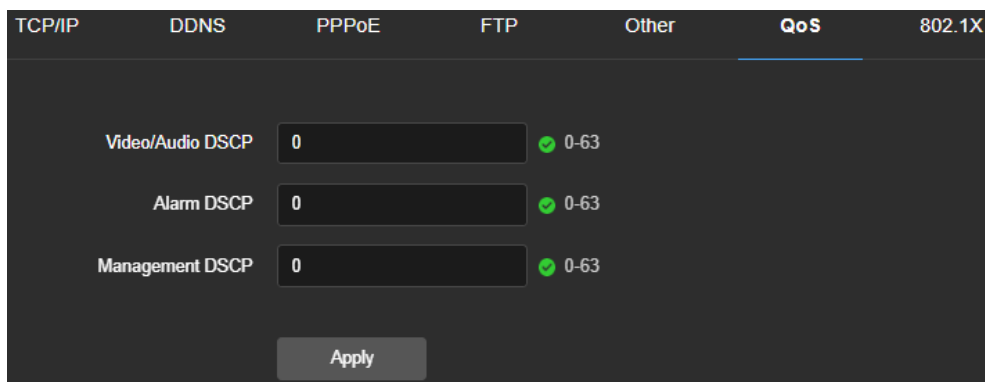 TCP/IP DDNS PPPoE FTP Other QoS 802.1X
Video/Audio DSCP 0 0-63
Alarm DSCP 0 0-63
Management DSCP 0 0-63
Apply